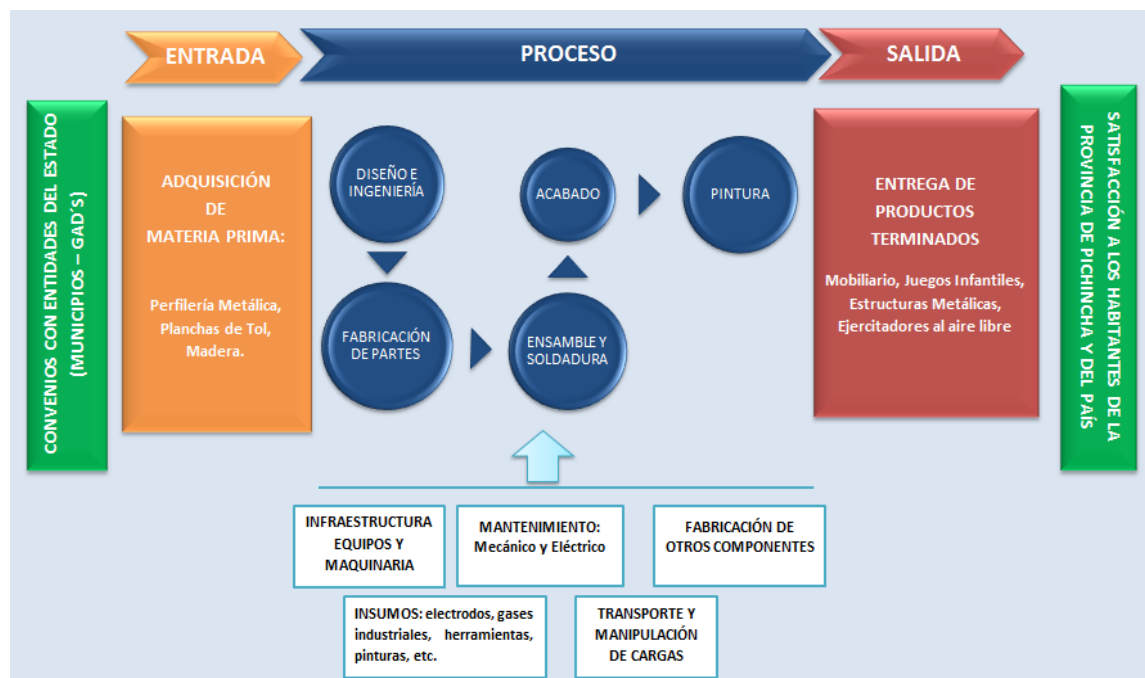 ENTRADA
PROCESO
SALIDA
CONVENIOS CON ENTIDADES DEL ESTADO
(MUNICIPIOS – GAD´S)
ADQUISICIÓN
DE
MATERIA PRIMA:
Perfilería Metálica,
Planchas de Tol,
Madera.
DISEÑO E
INGENIERÍA
FABRICACIÓN
DE PARTES
ENSAMBLE Y
SOLDADURA
ACABADO
PINTURA
ENTREGA DE
PRODUCTOS
TERMINADOS
Mobiliario, Juegos Infantiles,
Estructuras Metálicas,
Ejercitadores al aire libre
SATISFACCIÓN A LOS HABITANTES DE LA
PROVINCIA DE PICHINCHA Y DEL PAÍS
INFRAESTRUCTURA
EQUIPOS Y
MAQUINARIA
MANTENIMIENTO:
Mecánico y Eléctrico
FABRICACIÓN DE
OTROS COMPONENTES
INSUMOS: electrodos, gases
industriales, herramientas,
pinturas, etc.
TRANSPORTE Y
MANIPULACIÓN
DE CARGAS